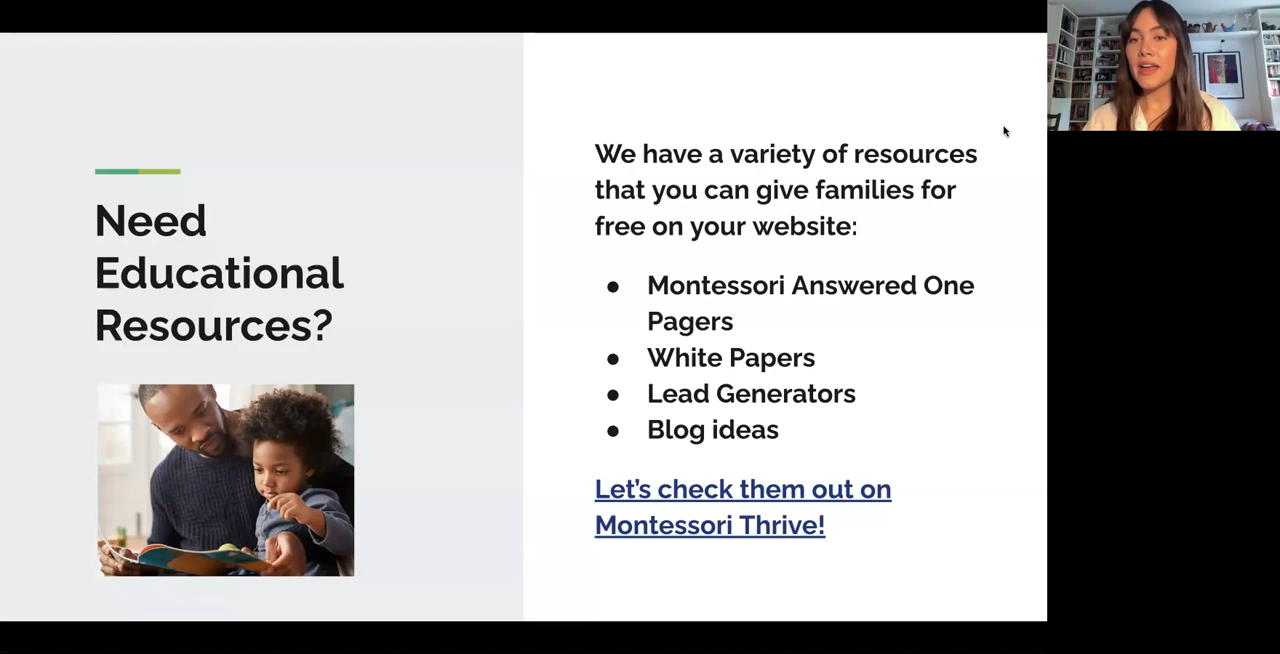 Need
Educational
Resources?
We have a variety of resources
that you can give families for
free on your website:
● Montessori Answered One
Pagers
● White Papers
● Lead Generators
● Blog ideas
Let’s check them out on
Montessori Thrive!